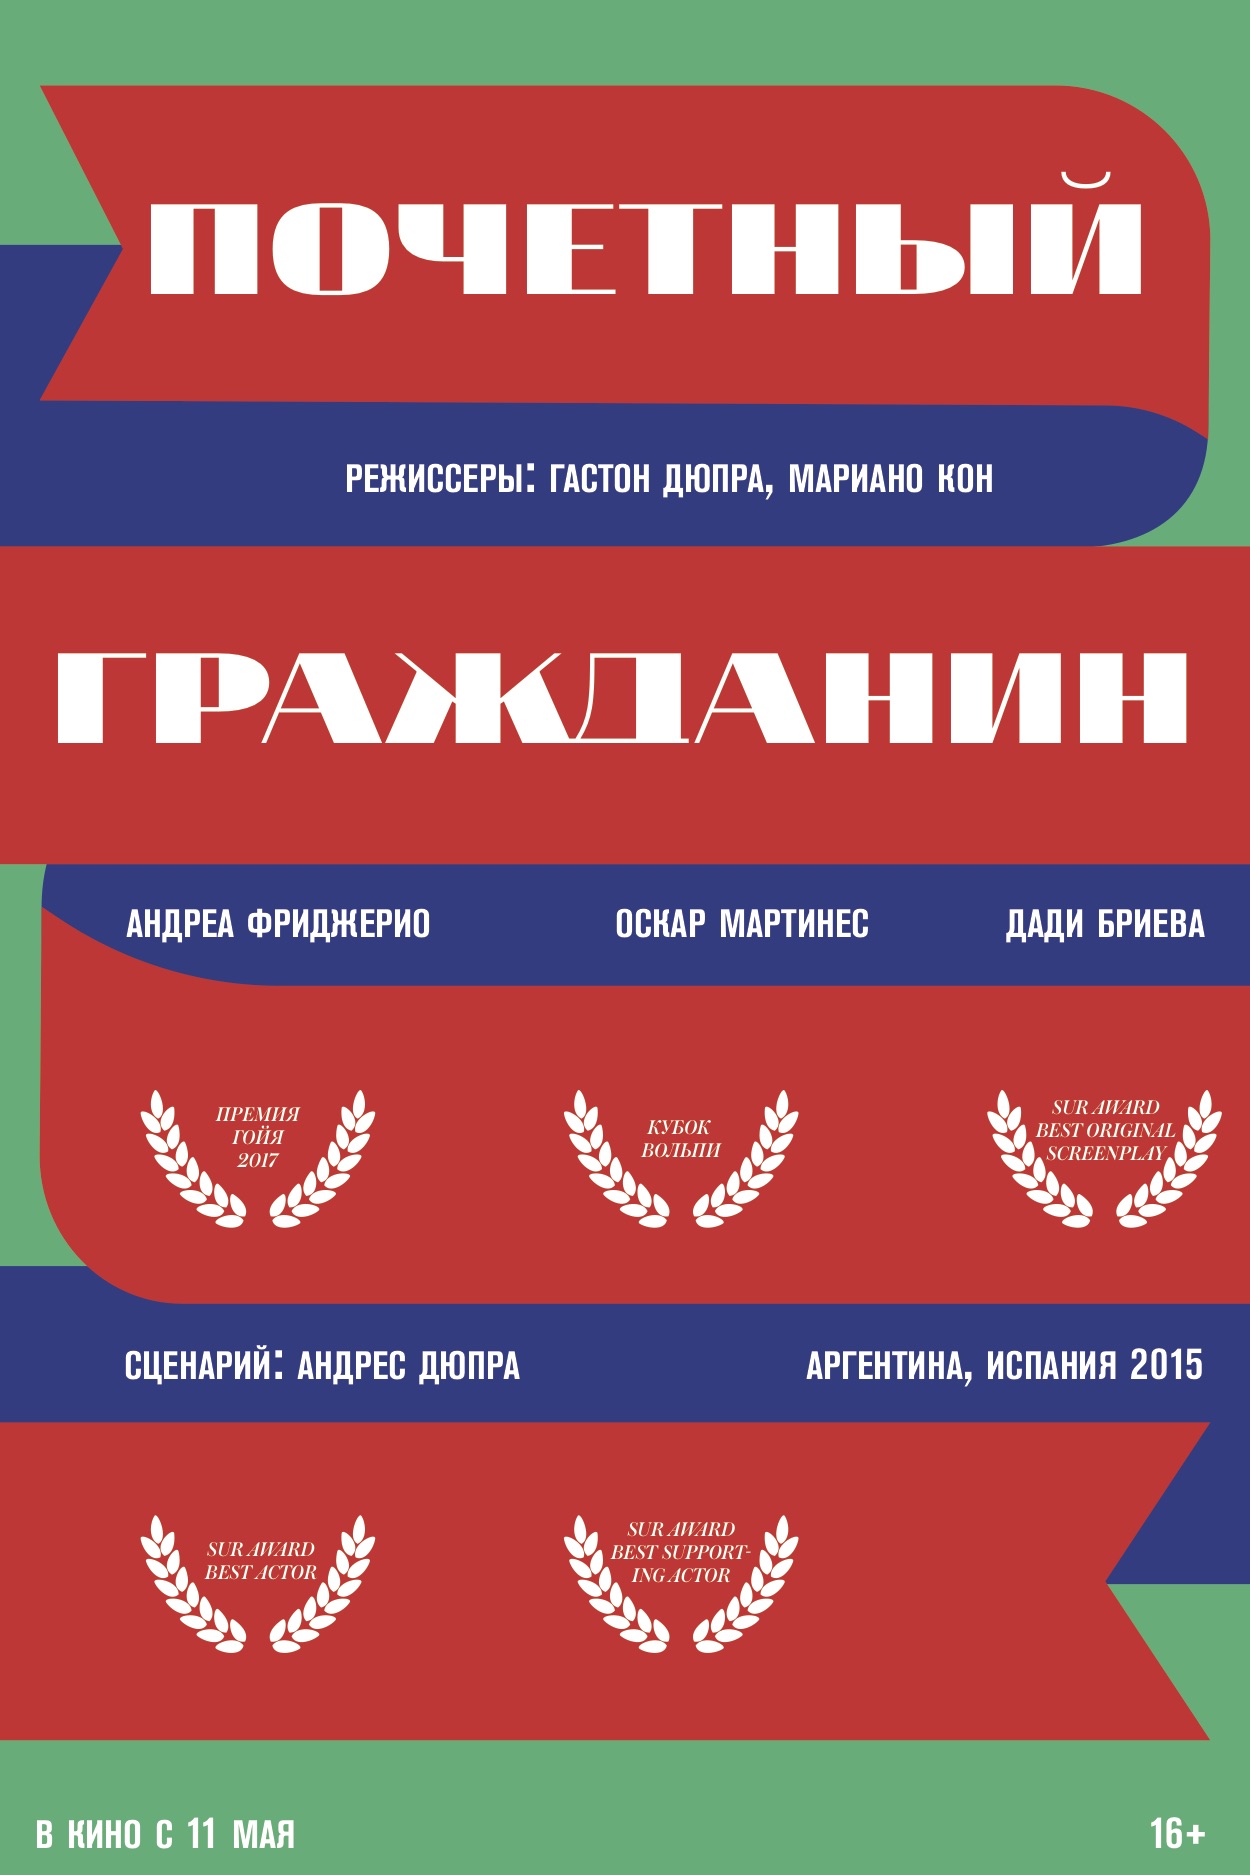 ПОЧЕТНЫЙ
РЕЖИССЕРЫ: ГАСТОН ДЮПРА, МАРИАНО КОН
ГРАЖДАНИН
АНДРЕА ФРИДЖЕРИО
ОСКАР МАРТИНЕС
ДАДИ БРИЕВА
ПРЕМИЯ
ГОЙЯ
2017
КУБОК
ВОЛЬПИ
SUR AWARD
BEST ORIGINAL
SCREENPLAY
СЦЕНАРИЙ: АНДРЕС ДЮПРА
АРГЕНТИНА, ИСПАНИЯ 2015
SUR AWARD
BEST ACTOR
SUR AWARD
BEST SUPPORT-
ING ACTOR
В КИНО С 11 МАЯ
16+